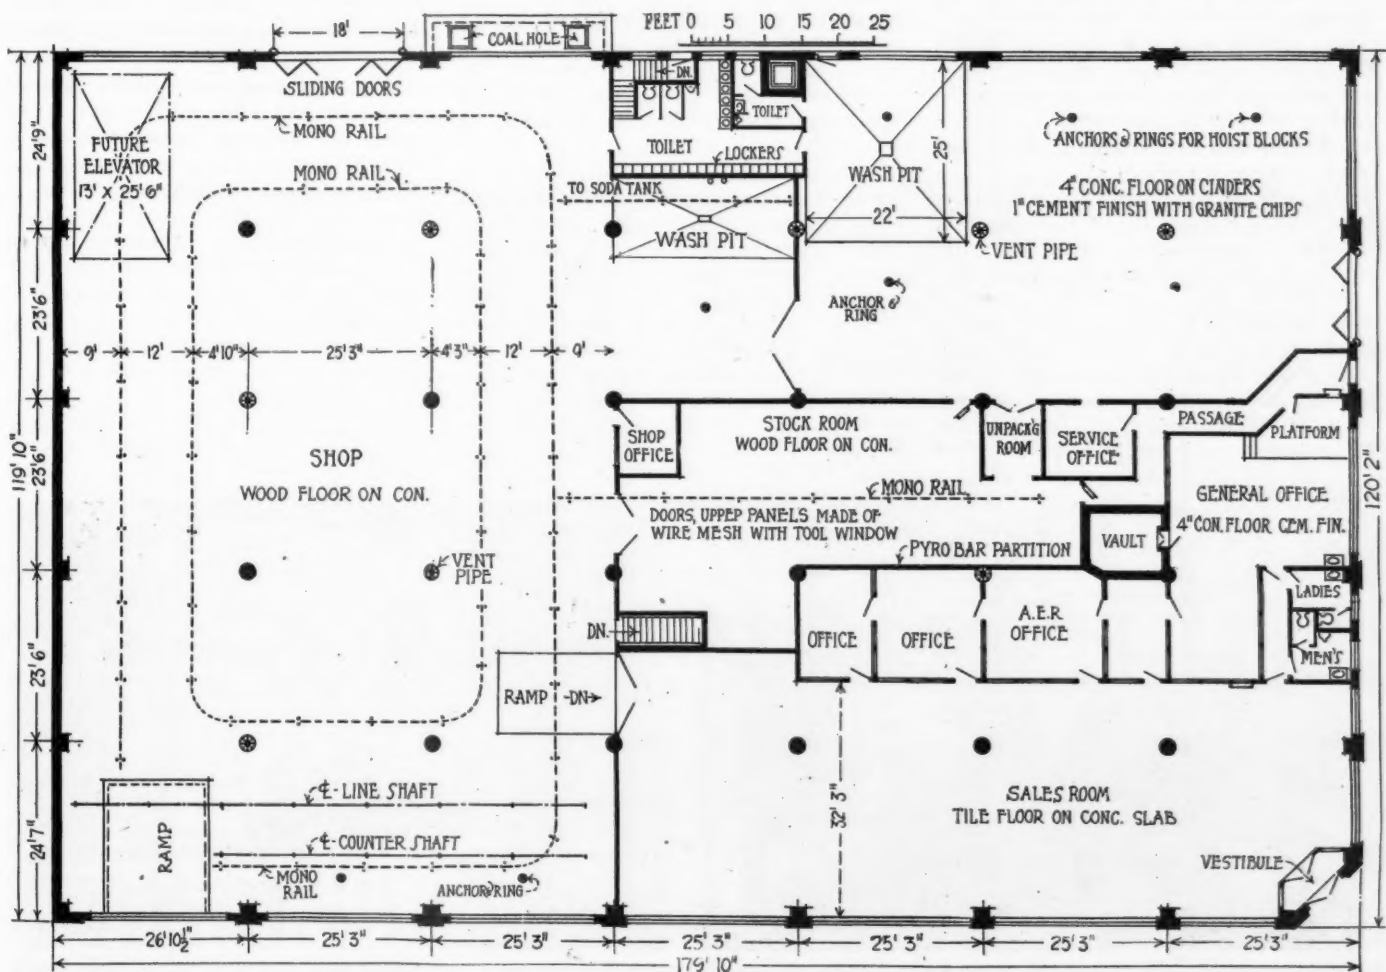 FEET 0 5 10 15 20 25
18'
COAL HOLE
SLIDING DOORS
DN.
TOILET
TOILET
LOCKERS
MONO RAIL
MONO RAIL
FUTURE
ELEVATOR
13' X 25'6"
TO SODA TANK
WASH PIT
WASH PIT
25'
22'
ANCHORS & RINGS FOR HOIST BLOCKS
4" CONC. FLOOR ON CINDERS
1" CEMENT FINISH WITH GRANITE CHIPS
VENT PIPE
ANCHOR &
RING
24'9"
23'6"
23'6"
23'6"
24'7"
119' 10"
120' 2"
9'
12'
4'10"
25'3"
4'3"
12'
9'
SHOP
WOOD FLOOR ON CON.
SHOP
OFFICE
STOCK ROOM
WOOD FLOOR ON CON.
UNPACK'G
ROOM
SERVICE
OFFICE
PASSAGE
PLATFORM
GENERAL OFFICE
4" CON. FLOOR CEM. FIN.
MONO RAIL
DOORS, UPPER PANELS MADE OF
WIRE MESH WITH TOOL WINDOW
VAULT
PYRO BAR PARTITION
VENT
PIPE
LADIES
MEN'S
DN.
OFFICE
OFFICE
A.E.R.
OFFICE
RAMP DN
32' 3"
SALES ROOM
TILE FLOOR ON CONC. SLAB
℄-LINE SHAFT
℄-COUNTER SHAFT
RAMP
MONO
RAIL
ANCHOR & RING
VESTIBULE
26'10½"
25' 3"
25' 3"
25' 3"
25' 3"
25' 3"
25' 3"
179' 10"